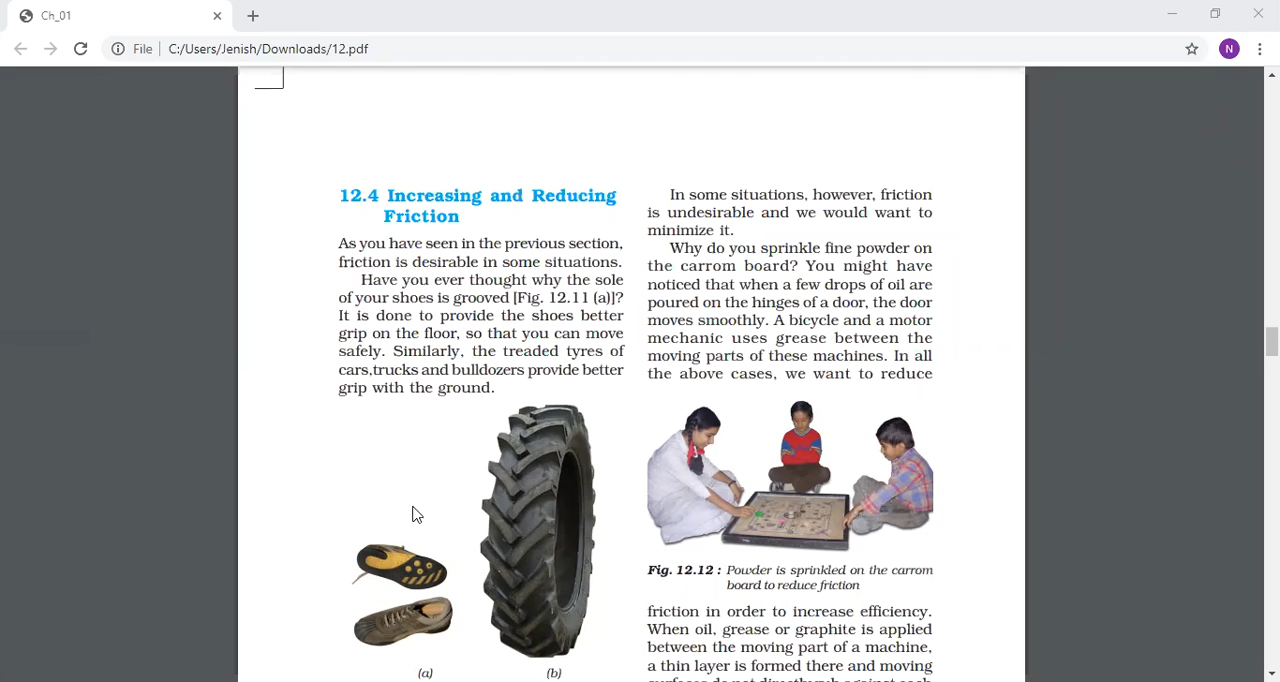 Ch_01
File
C:/Users/Jenish/Downloads/12.pdf
N
12.4 Increasing and Reducing
Friction
As you have seen in the previous section,
friction is desirable in some situations.
Have you ever thought why the sole
of your shoes is grooved [Fig. 12.11 (a)]?
It is done to provide the shoes better
grip on the floor, so that you can move
safely. Similarly, the treaded tyres of
cars,trucks and bulldozers provide better
grip with the ground.
(a)
(b)
In some situations, however, friction
is undesirable and we would want to
minimize it.
Why do you sprinkle fine powder on
the carrom board? You might have
noticed that when a few drops of oil are
poured on the hinges of a door, the door
moves smoothly. A bicycle and a motor
mechanic uses grease between the
moving parts of these machines. In all
the above cases, we want to reduce
Fig. 12.12 : Powder is sprinkled on the carrom
board to reduce friction
friction in order to increase efficiency.
When oil, grease or graphite is applied
between the moving part of a machine,
a thin layer is formed there and moving